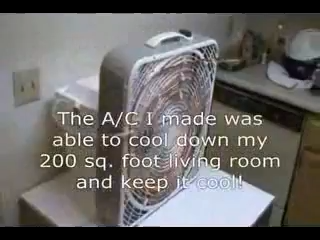 The A/C I made was
able to cool down my
200 sq. foot living room
and keep it cool!